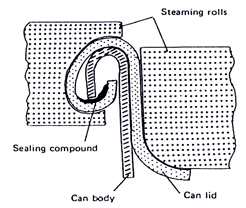 Steaming rolls
Sealing compound
Can body
Can lid